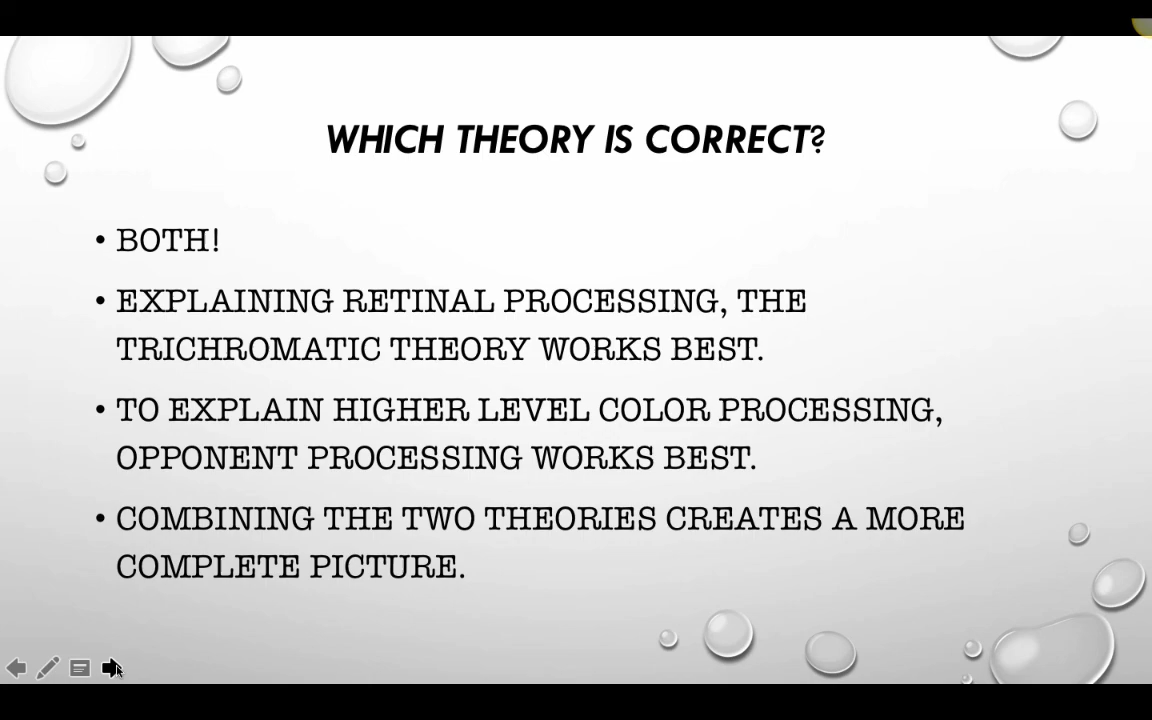 WHICH THEORY IS CORRECT?
• BOTH!
• EXPLAINING RETINAL PROCESSING, THE
TRICHROMATIC THEORY WORKS BEST.
• TO EXPLAIN HIGHER LEVEL COLOR PROCESSING,
OPPONENT PROCESSING WORKS BEST.
• COMBINING THE TWO THEORIES CREATES A MORE
COMPLETE PICTURE.